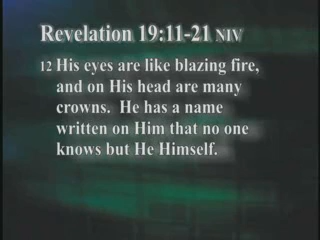 Revelation 19:11-21 NIV
12 His eyes are like blazing fire,
and on His head are many
crowns. He has a name
written on Him that no one
knows but He Himself.